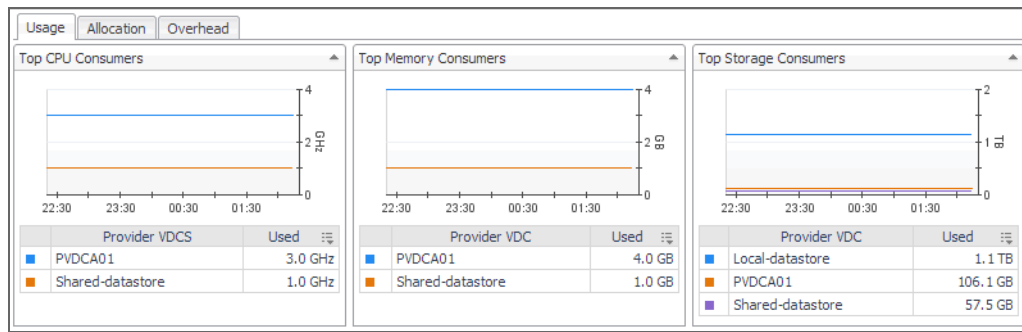 Usage Allocation Overhead
Top CPU Consumers
4
2
0
GHz
22:30 23:30 00:30 01:30
Provider VDCS Used
PVDCA01 3.0 GHz
Shared-datastore 1.0 GHz
Top Memory Consumers
4
2
0
GB
22:30 23:30 00:30 01:30
Provider VDC Used
PVDCA01 4.0 GB
Shared-datastore 1.0 GB
Top Storage Consumers
2
1
0
TB
22:30 23:30 00:30 01:30
Provider VDC Used
Local-datastore 1.1 TB
PVDCA01 106.1 GB
Shared-datastore 57.5 GB